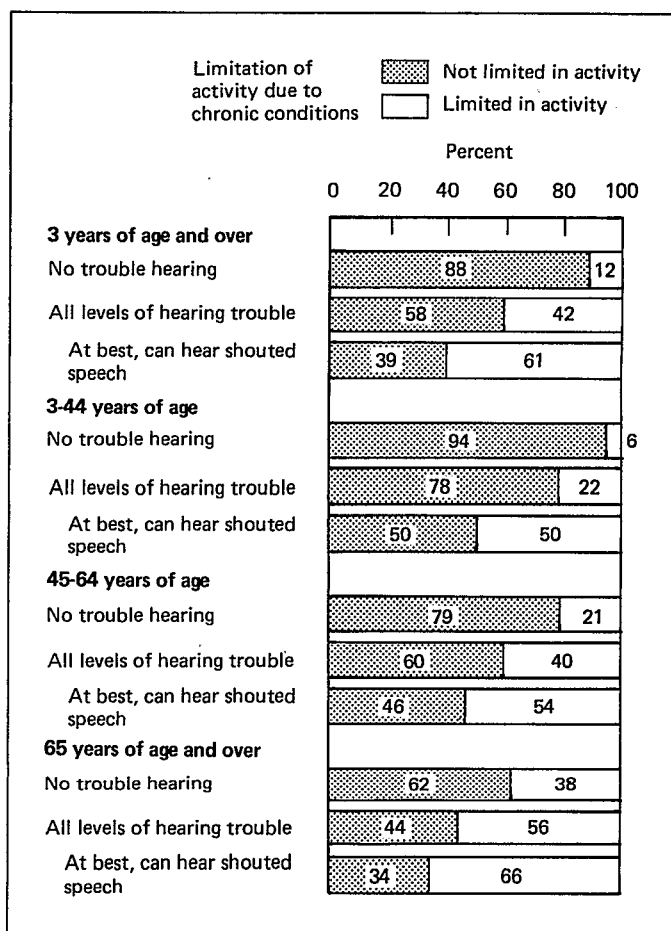 Limitation of
activity due to
chronic conditions
Not limited in activity
Limited in activity
Percent
0 20 40 60 80 100
3 years of age and over
No trouble hearing 88 12
All levels of hearing trouble 58 42
At best, can hear shouted
speech 39 61
3-44 years of age
No trouble hearing 94 6
All levels of hearing trouble 78 22
At best, can hear shouted
speech 50 50
45-64 years of age
No trouble hearing 79 21
All levels of hearing trouble 60 40
At best, can hear shouted
speech 46 54
65 years of age and over
No trouble hearing 62 38
All levels of hearing trouble 44 56
At best, can hear shouted
speech 34 66